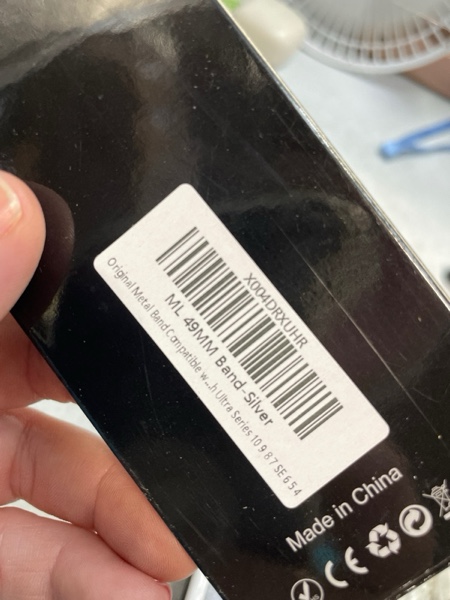 X004DRXUHR
ML 49MM Band-Silver
Original Metal Band Compatible w...h Ultra Series 10 9 8 7 SE 6 5 4
Made in China
CE